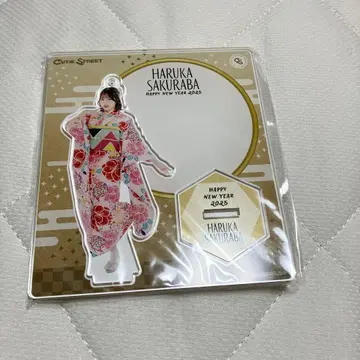 CUTIE STREET
HARUKA
SAKURABA
HAPPY NEW YEAR 2025
HAPPY
NEW YEAR
2025
HARUKA
SAKURABA